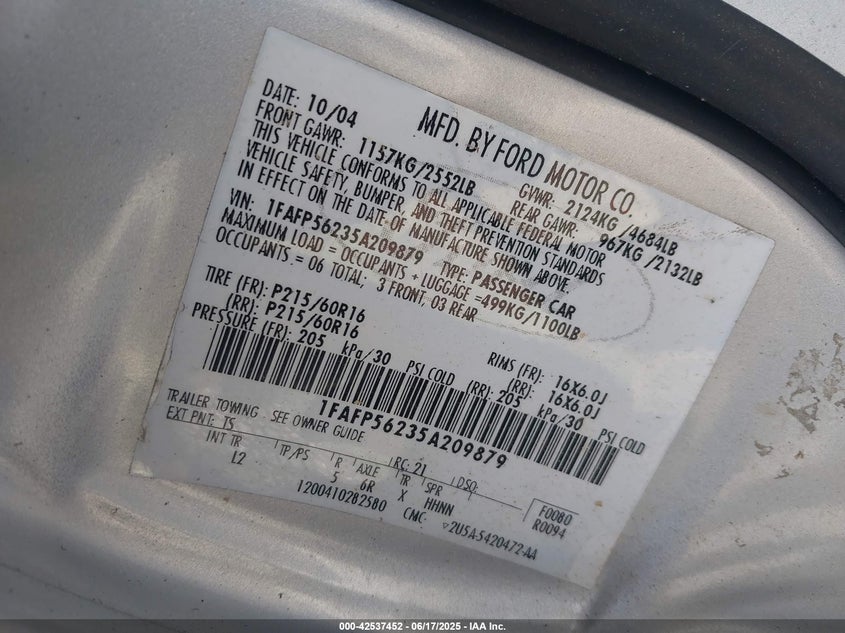 MFD. BY FORD MOTOR CO.
DATE: 10/04 GVWR: 2124KG /4684LB
FRONT GAWR: 1157KG/2552LB REAR GAWR: 967KG /2132LB
THIS VEHICLE CONFORMS TO ALL APPLICABLE FEDERAL MOTOR
VEHICLE SAFETY, BUMPER, AND THEFT PREVENTION STANDARDS
IN EFFECT ON THE DATE OF MANUFACTURE SHOWN ABOVE.
VIN: 1FAFP56235A209879 TYPE: PASSENGER CAR
MAXIMUM LOAD = OCCUPANTS + LUGGAGE =499KG/1100LB
OCCUPANTS = 06 TOTAL; 3 FRONT, 03 REAR
TIRE (FR): P215/60R16 RIMS (FR): 16X6.0J
(RR): P215/60R16 (RR): 16X6.0J
PRESSURE (FR): 205 kPa/30 PSI COLD (RR): 205 kPa/30 PSI COLD
1FAFP56235A209879
TRAILER TOWING - SEE OWNER GUIDE
EXT PNT: TS RC: 21 DSO:
INT TR TP/PS R AXLE TR SPR
L2 5 6R X HHNN
F0080
R0094
1200410282580 CMC ▽2U5A-5420472-AA
000-42537452 - 06/17/2025 - IAA Inc.